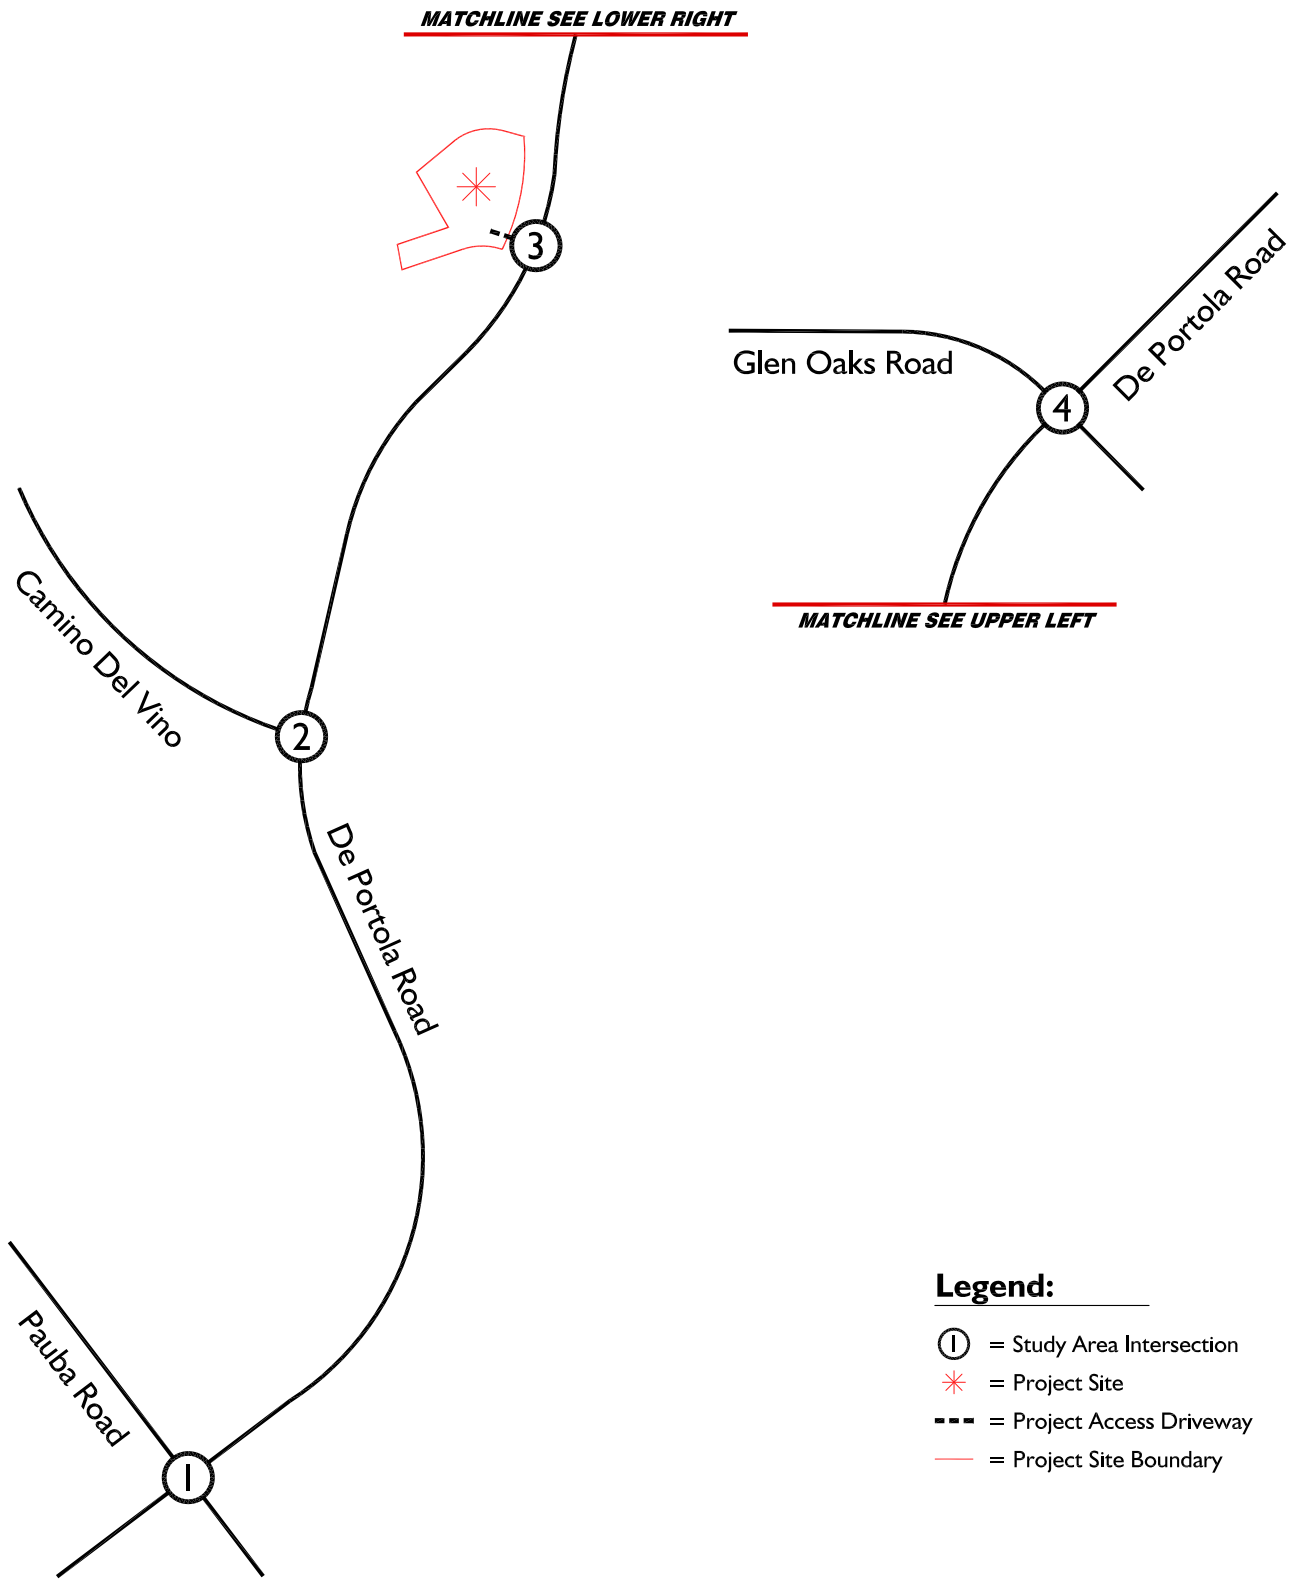 MATCHLINE SEE LOWER RIGHT
3
De Portola Road
Glen Oaks Road
4
MATCHLINE SEE UPPER LEFT
Camino Del Vino
2
De Portola Road
Pauba Road
1
Legend:
1 = Study Area Intersection
= Project Site
= Project Access Driveway
= Project Site Boundary